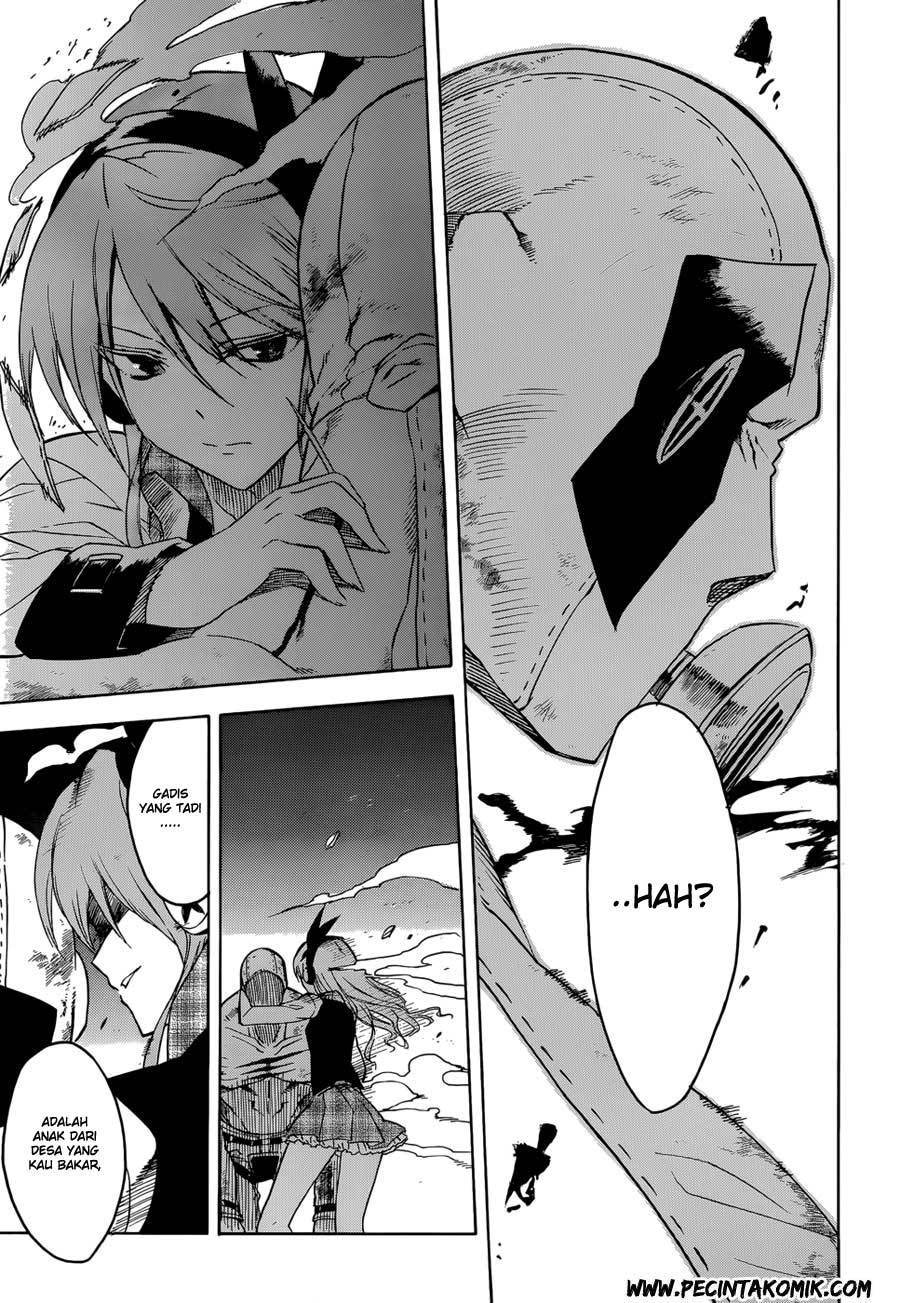 ..HAH?
GADIS
YANG TADI
.....
ADALAH
ANAK DARI
DESA YANG
KAU BAKAR,
WWW.PECINTAKOMIK.COM